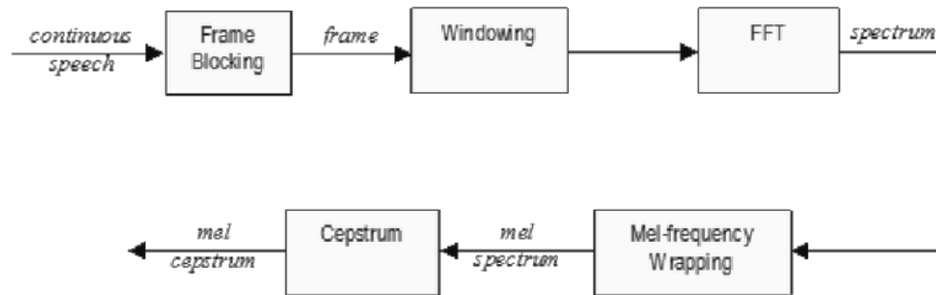 continuous
speech
Frame
Blocking
frame
Windowing
FFT
spectrum
mel
cepstrum
Cepstrum
mel
spectrum
Mel-frequency
Wrapping